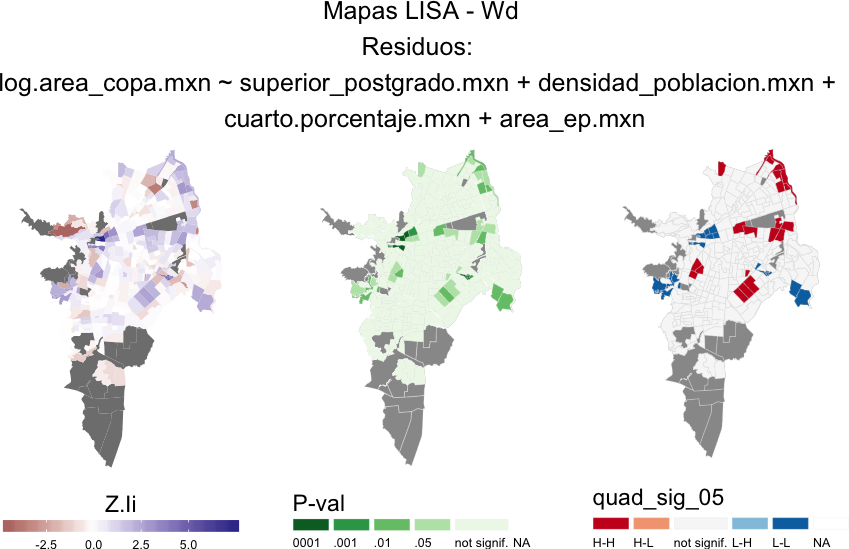 Mapas LISA - Wd
Residuos:
log.area_copa.mxn ~ superior_postgrado.mxn + densidad_poblacion.mxn +
cuarto.porcentaje.mxn + area_ep.mxn
Z.Ii
-2.5 0.0 2.5 5.0
P-val
0001 .001 .01 .05 not signif. NA
quad_sig_05
H-H H-L not signif. L-H L-L NA